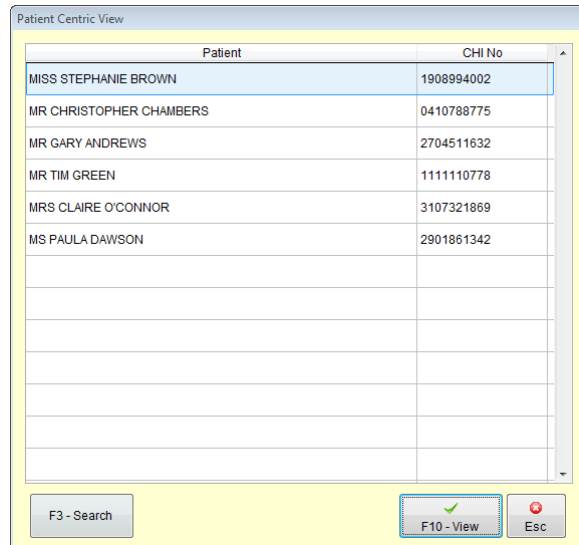 Patient Centric View
Patient CHI No
MISS STEPHANIE BROWN 1908994002
MR CHRISTOPHER CHAMBERS 0410788775
MR GARY ANDREWS 2704511632
MR TIM GREEN 1111110778
MRS CLAIRE O'CONNOR 3107321869
MS PAULA DAWSON 2901861342
F3 - Search
F10 - View
Esc